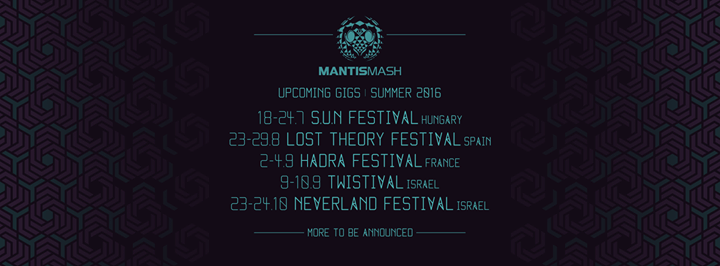 MANTISMASH
UPCOMING GIGS | SUMMER 2016
18-24.7 S.U.N FESTIVAL HUNGARY
23-29.8 LOST THEORY FESTIVAL SPAIN
2-4.9 HADRA FESTIVAL FRANCE
9-10.9 TWISTIVAL ISRAEL
23-24.10 NEVERLAND FESTIVAL ISRAEL
MORE TO BE ANNOUNCED